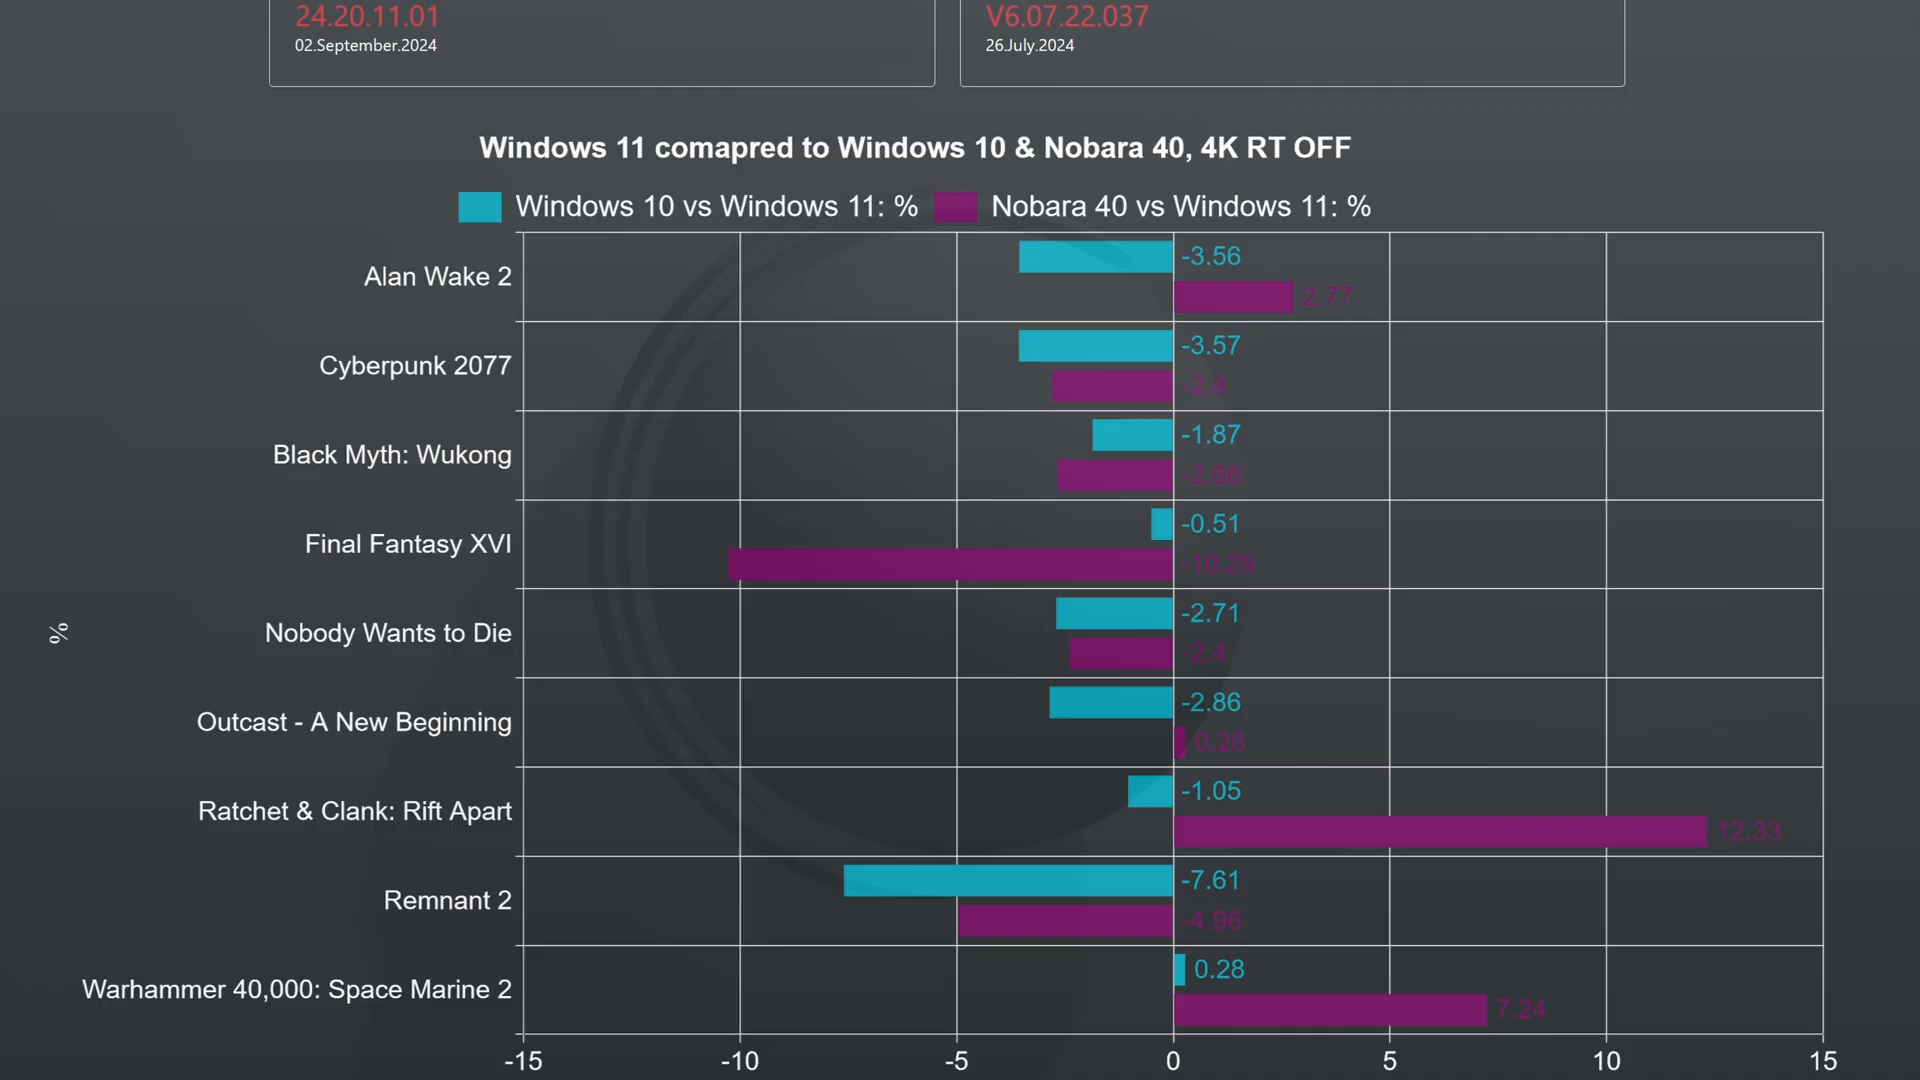 24.20.11.01
02.September.2024
V6.07.22.037
26.July.2024
Windows 11 comapred to Windows 10 & Nobara 40, 4K RT OFF
Windows 10 vs Windows 11: %
Nobara 40 vs Windows 11: %
Alan Wake 2
-3.56
2.77
Cyberpunk 2077
-3.57
-2.8
Black Myth: Wukong
-1.87
-2.68
Final Fantasy XVI
-0.51
-10.29
%
Nobody Wants to Die
-2.71
-2.4
Outcast - A New Beginning
-2.86
0.28
Ratchet & Clank: Rift Apart
-1.05
12.33
Remnant 2
-7.61
-4.96
Warhammer 40,000: Space Marine 2
0.28
7.24
-15 -10 -5 0 5 10 15